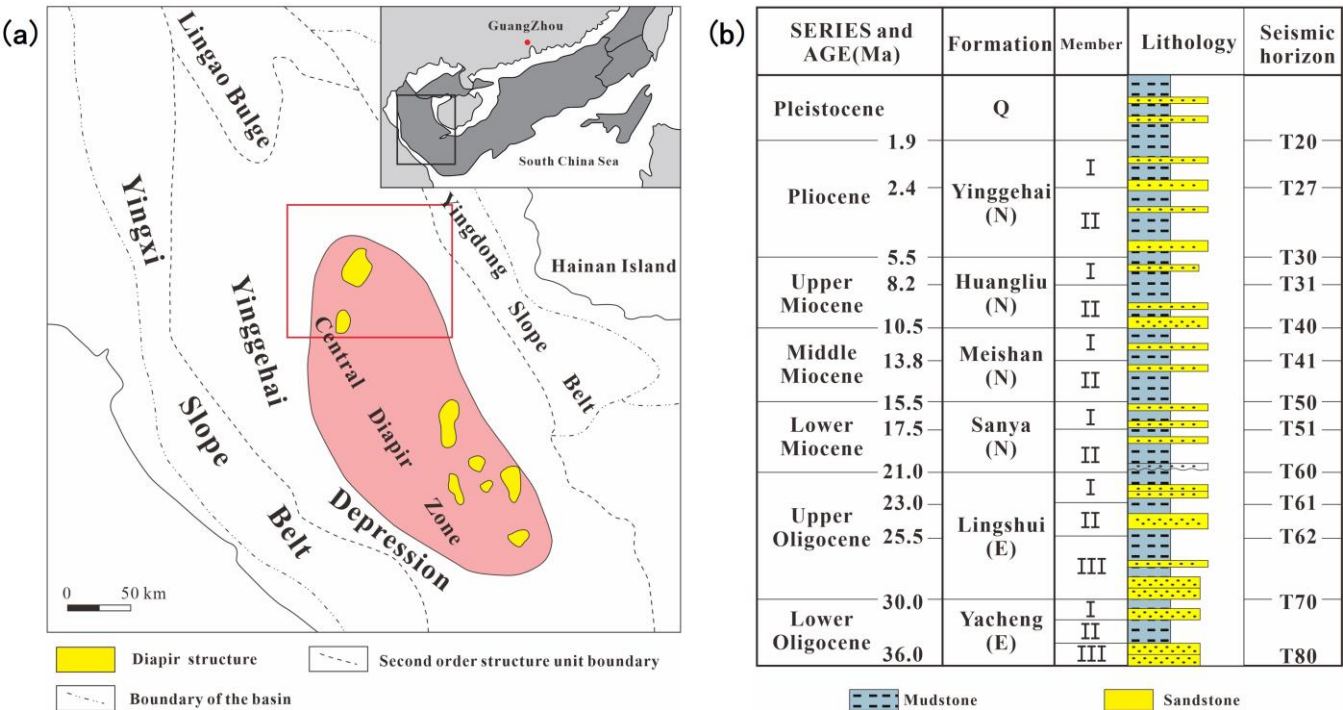 (a)
GuangZhou
South China Sea
Lingao Bulge
Yingxi
Slope
Belt
Yinggehai
Depression
Central
Diapir
Zone
Yingdong
Slope
Belt
Hainan Island
0 50 km
Diapir structure
Second order structure unit boundary
Boundary of the basin
(b)
SERIES and AGE(Ma)
Formation
Member
Lithology
Seismic horizon
Pleistocene
Q
1.9
T20
Pliocene
Yinggehai (N)
I
2.4
T27
II
5.5
T30
Upper Miocene
Huangliu (N)
I
8.2
T31
II
10.5
T40
Middle Miocene
Meishan (N)
I
13.8
T41
II
15.5
T50
Lower Miocene
Sanya (N)
I
17.5
T51
II
21.0
T60
Upper Oligocene
Lingshui (E)
I
23.0
T61
II
25.5
T62
III
30.0
T70
Lower Oligocene
Yacheng (E)
I
II
III
36.0
T80
Mudstone
Sandstone